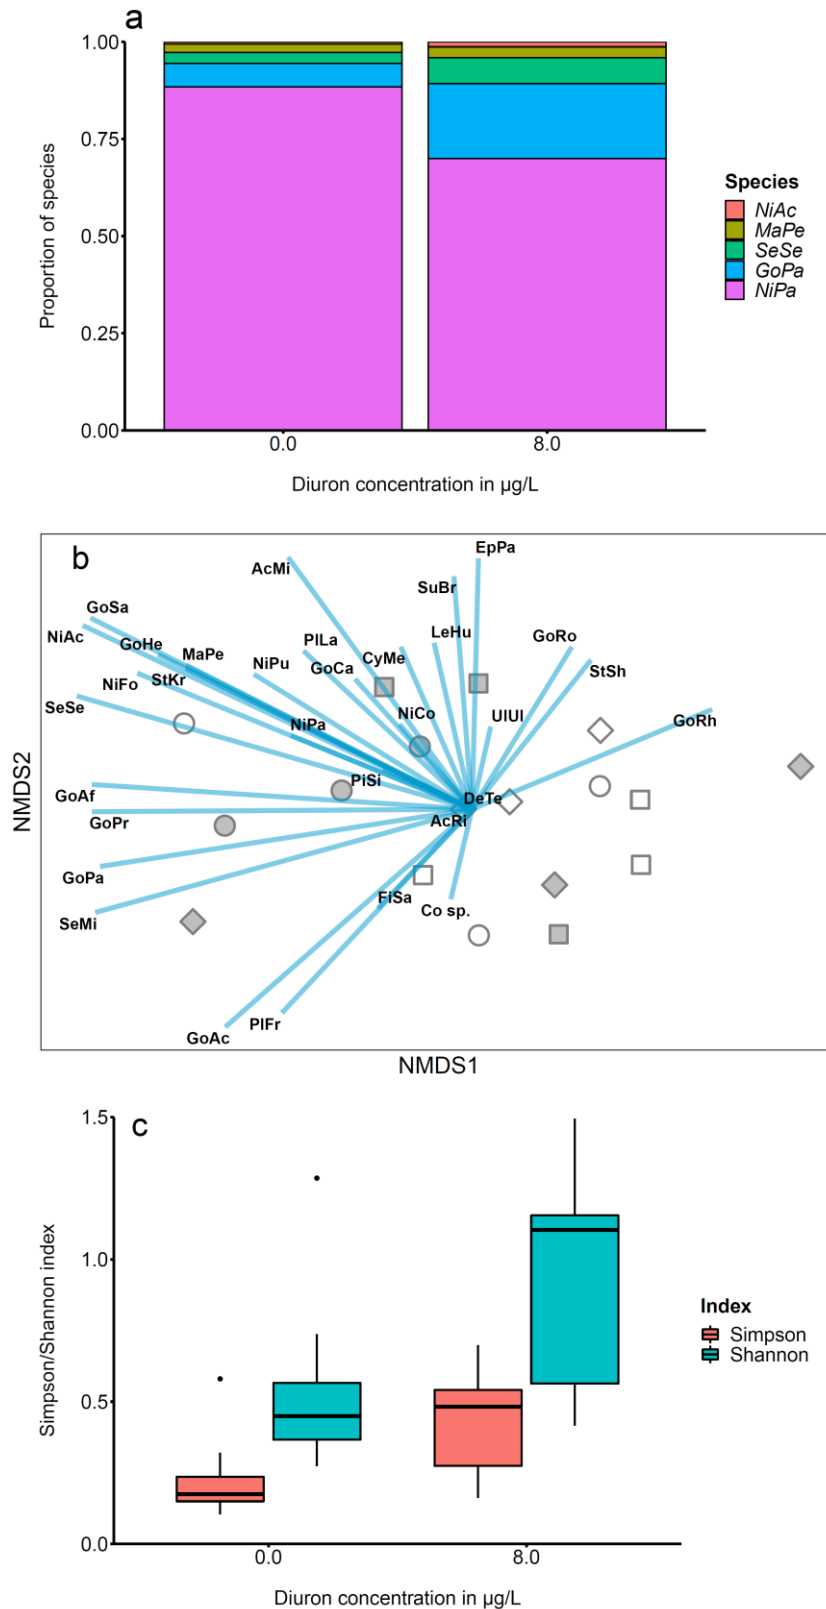 a
1.00
0.75
0.50
0.25
0.00
Proportion of species
0.0
8.0
Diuron concentration in µg/L
Species
NiAc
MaPe
SeSe
GoPa
NiPa
b
EpPa
AcMi
SuBr
GoSa
NiAc
GoHe
MaPe
PlLa
LeHu
GoRo
CyMe
StSh
NiPu
GoCa
NiFo
StKr
SeSe
NiPa
NiCo
UlUl
GoRh
PiSi
GoAf
DeTe
GoPr
AcRi
GoPa
FiSa
Co sp.
SeMi
PlFr
GoAc
NMDS2
NMDS1
c
1.5
1.0
0.5
0.0
Simpson/Shannon index
0.0
8.0
Diuron concentration in µg/L
Index
Simpson
Shannon